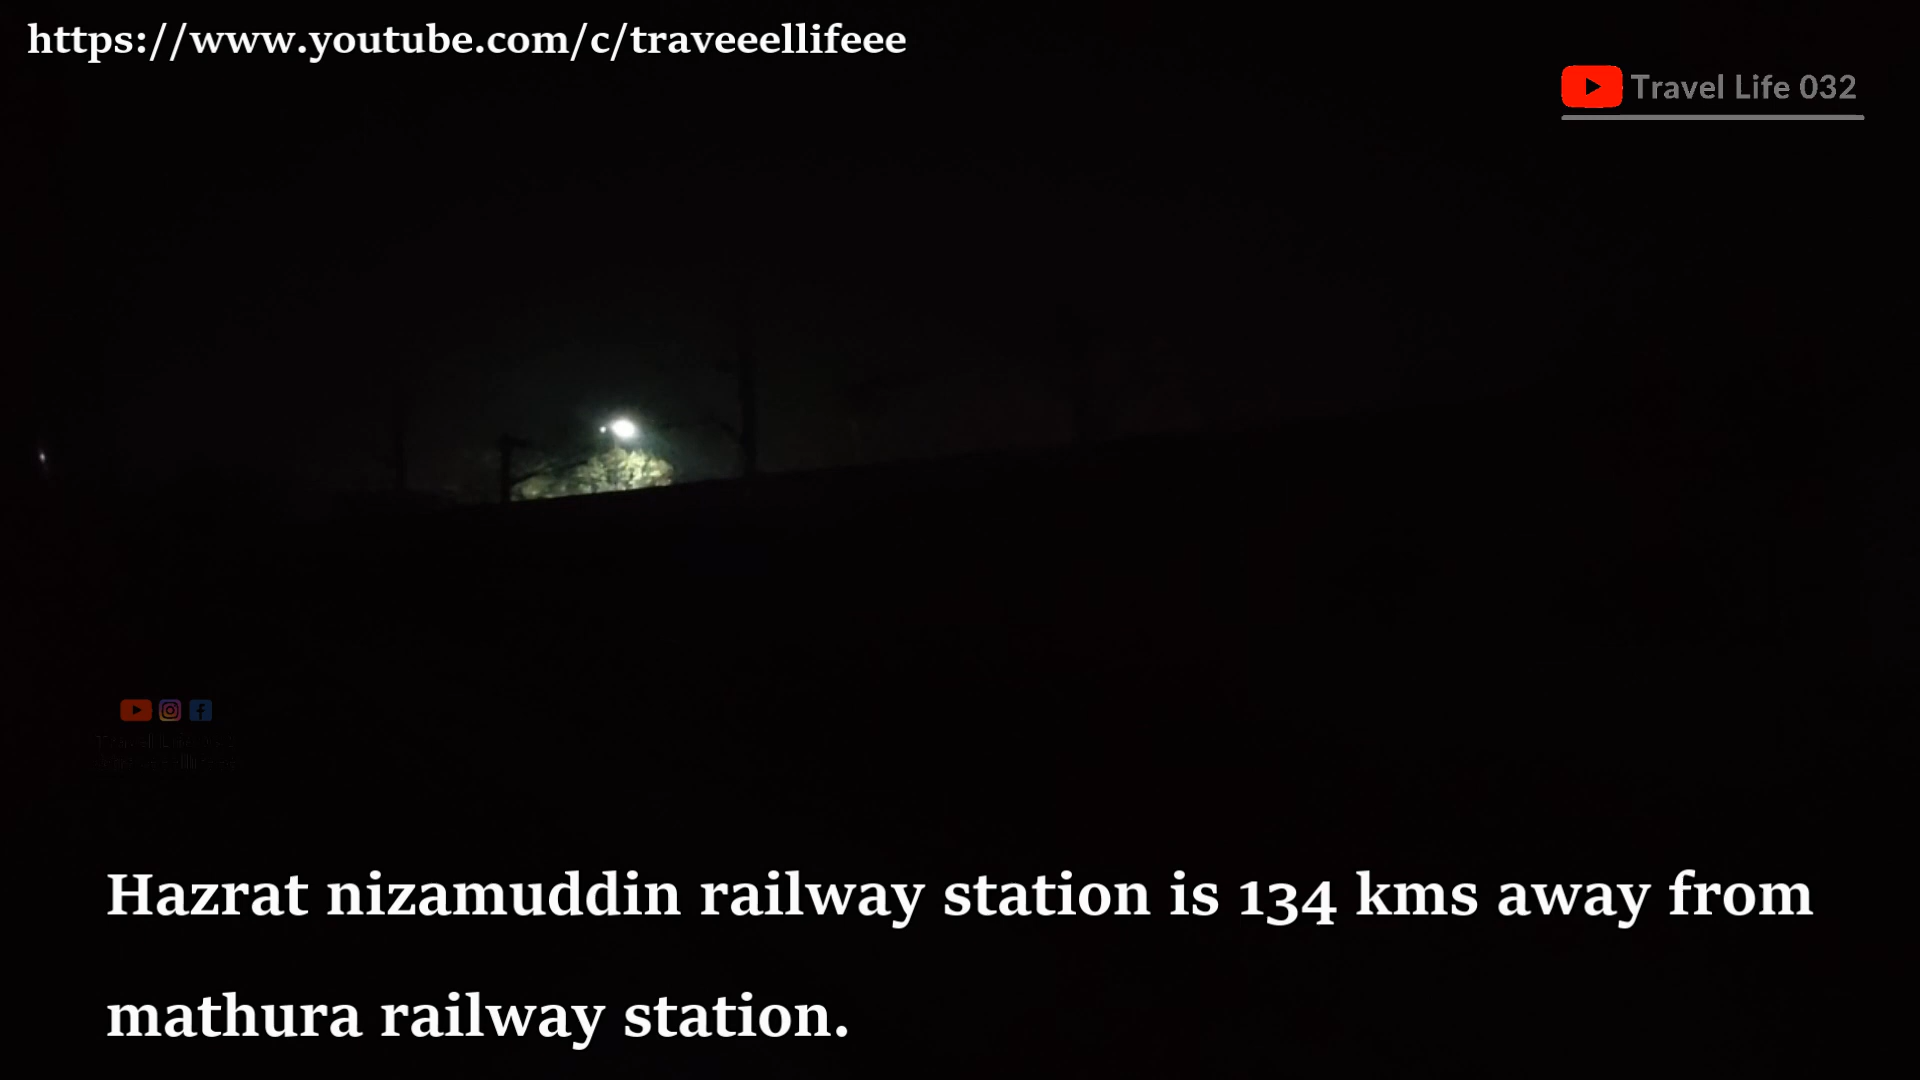 https://www.youtube.com/c/traveeellifeee
Travel Life 032
Hazrat nizamuddin railway station is 134 kms away from
mathura railway station.